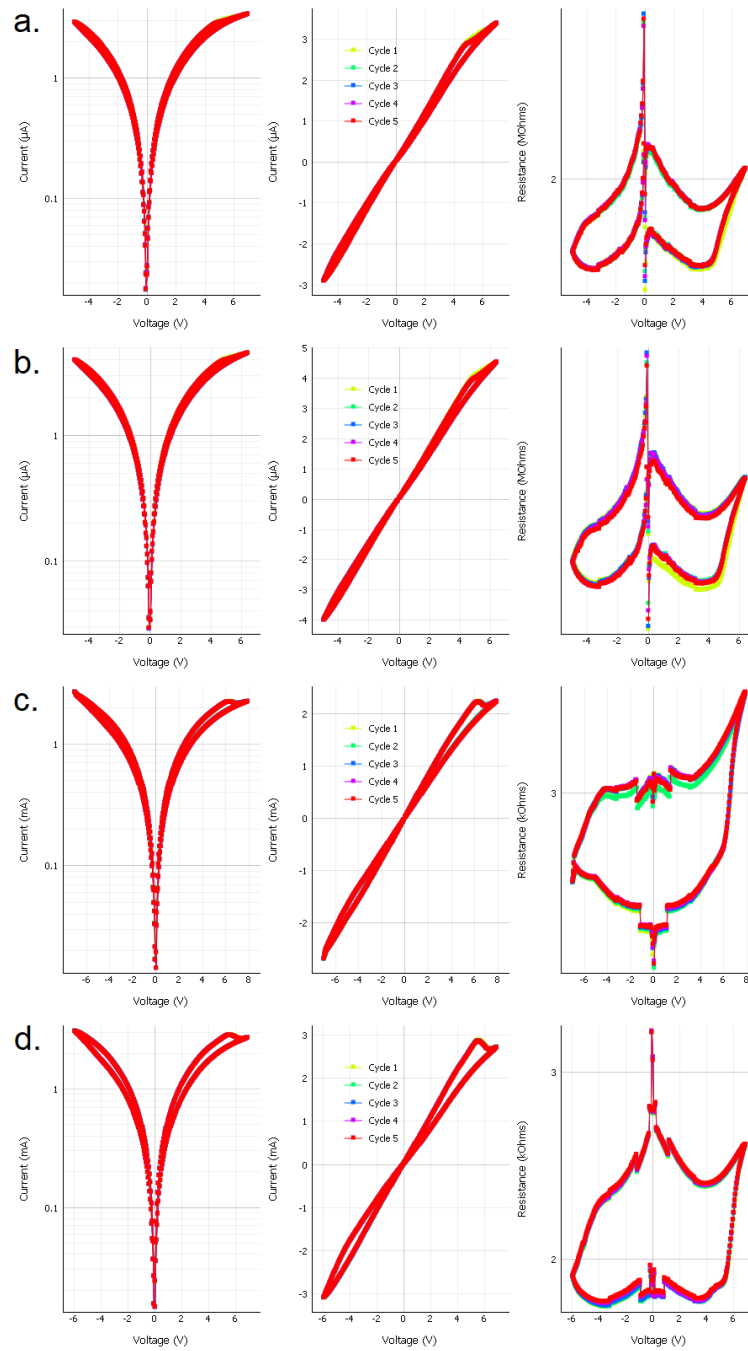 a.
Current (µA)
1
0.1
-4 -2 0 2 4 6
Voltage (V)
Current (µA)
3
2
1
0
-1
-2
-3
Cycle 1
Cycle 2
Cycle 3
Cycle 4
Cycle 5
-4 -2 0 2 4 6
Voltage (V)
Resistance (MOhms)
2
-4 -2 0 2 4 6
Voltage (V)
b.
Current (µA)
1
0.1
-4 -2 0 2 4 6
Voltage (V)
Current (µA)
5
4
3
2
1
0
-1
-2
-3
-4
Cycle 1
Cycle 2
Cycle 3
Cycle 4
Cycle 5
-4 -2 0 2 4 6
Voltage (V)
Resistance (MOhms)
-4 -2 0 2 4 6
Voltage (V)
c.
Current (mA)
1
0.1
-6 -4 -2 0 2 4 6 8
Voltage (V)
Current (mA)
2
1
0
-1
-2
Cycle 1
Cycle 2
Cycle 3
Cycle 4
Cycle 5
-6 -4 -2 0 2 4 6 8
Voltage (V)
Resistance (kOhms)
3
-6 -4 -2 0 2 4 6 8
Voltage (V)
d.
Current (mA)
1
0.1
-6 -4 -2 0 2 4 6
Voltage (V)
Current (mA)
3
2
1
0
-1
-2
-3
Cycle 1
Cycle 2
Cycle 3
Cycle 4
Cycle 5
-6 -4 -2 0 2 4 6
Voltage (V)
Resistance (kOhms)
3
2
-6 -4 -2 0 2 4 6
Voltage (V)